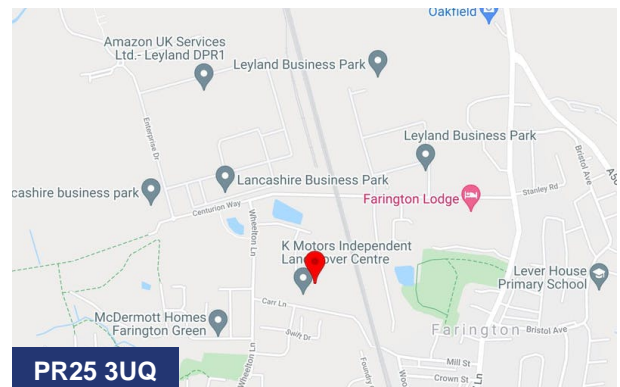 Oakfield
Amazon UK Services
Ltd.- Leyland DPR1
Leyland Business Park
Enterprise Dr
Leyland Business Park
Bristol Ave
Stanley Rd
Lancashire Business Park
cashire business park
Farington Lodge
Centurion Way
Wheelton Ln
K Motors Independent
Land Rover Centre
Lever House
Primary School
Carr Ln
McDermott Homes
Farington Green
Swift Dr
Farington
Bristol Ave
Wheelton Ln
Mill St
Crown St
Ln
PR25 3UQ